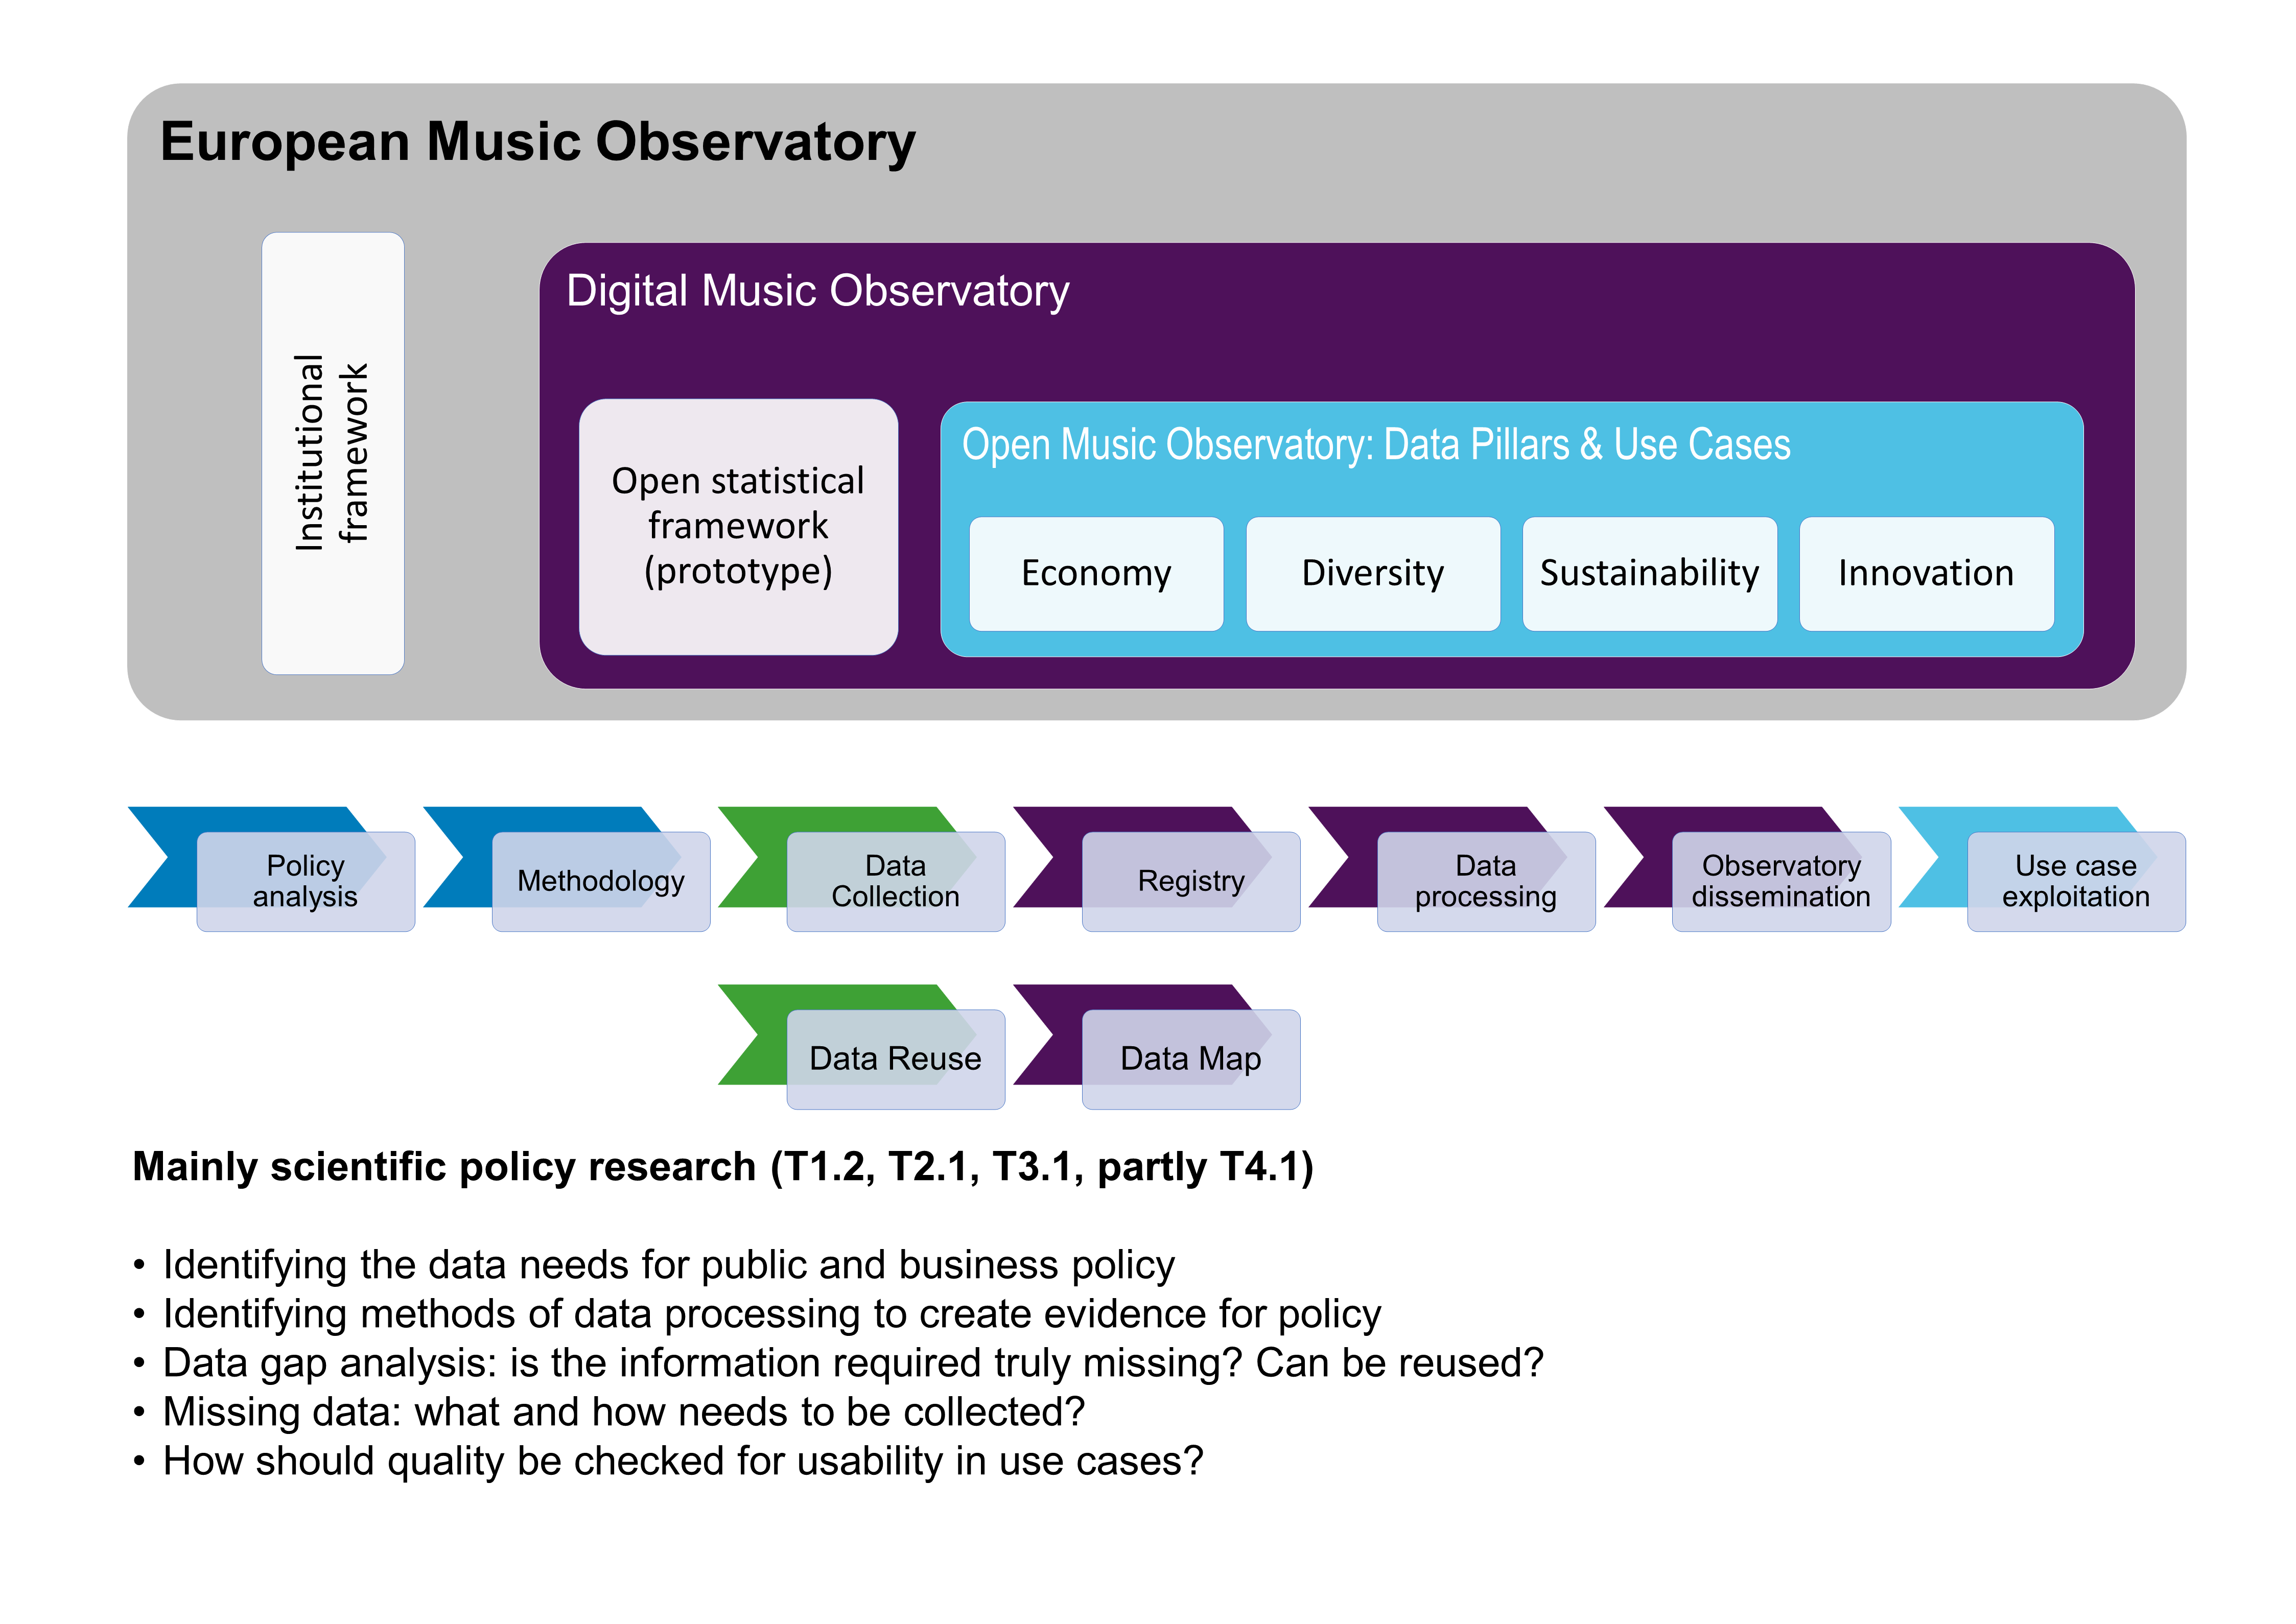 European Music Observatory
Institutional
framework
Digital Music Observatory
Open statistical
framework
(prototype)
Open Music Observatory: Data Pillars & Use Cases
Economy
Diversity
Sustainability
Innovation
Policy
analysis
Methodology
Data
Collection
Registry
Data
processing
Observatory
dissemination
Use case
exploitation
Data Reuse
Data Map
Mainly scientific policy research (T1.2, T2.1, T3.1, partly T4.1)
• Identifying the data needs for public and business policy
• Identifying methods of data processing to create evidence for policy
• Data gap analysis: is the information required truly missing? Can be reused?
• Missing data: what and how needs to be collected?
• How should quality be checked for usability in use cases?